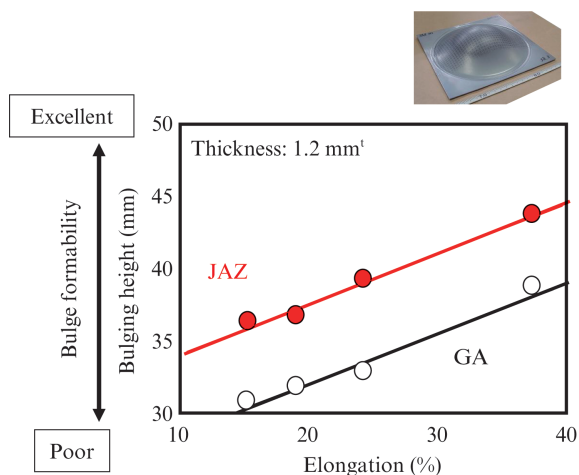 Excellent
Bulge formability
Poor
Bulging height (mm)
50
45
40
35
30
Thickness: 1.2 mmᵗ
JAZ
GA
10
20
30
40
Elongation (%)